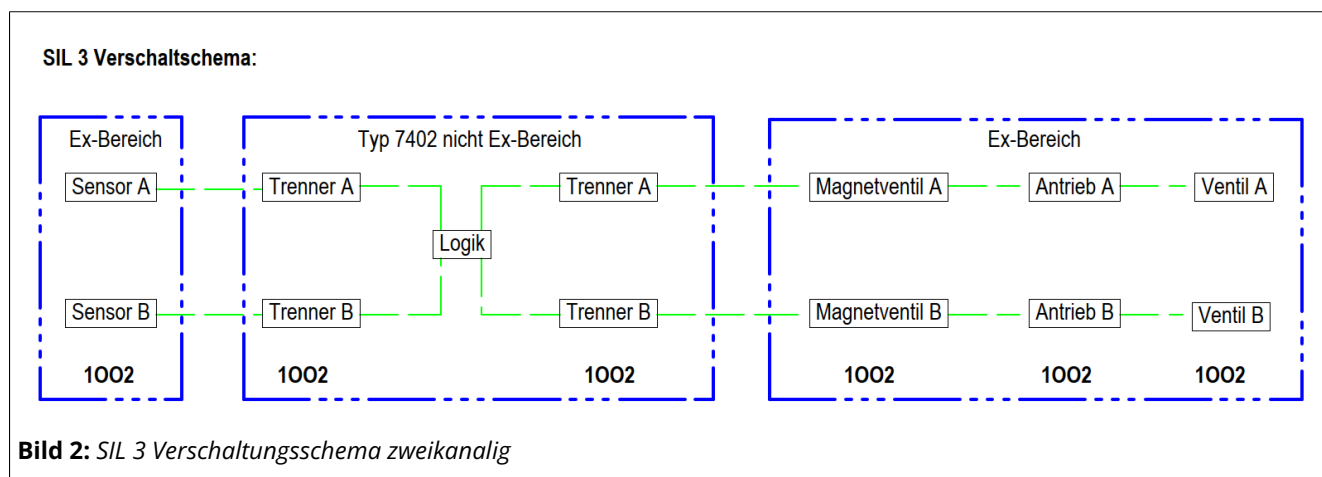 SIL 3 Verschaltschema:
Ex-Bereich Typ 7402 nicht Ex-Bereich Ex-Bereich
Sensor A Trenner A Trenner A Magnetventil A Antrieb A Ventil A
Logik
Sensor B Trenner B Trenner B Magnetventil B Antrieb B Ventil B
1OO2 1OO2 1OO2 1OO2 1OO2 1OO2
Bild 2: SIL 3 Verschaltungsschema zweikanalig